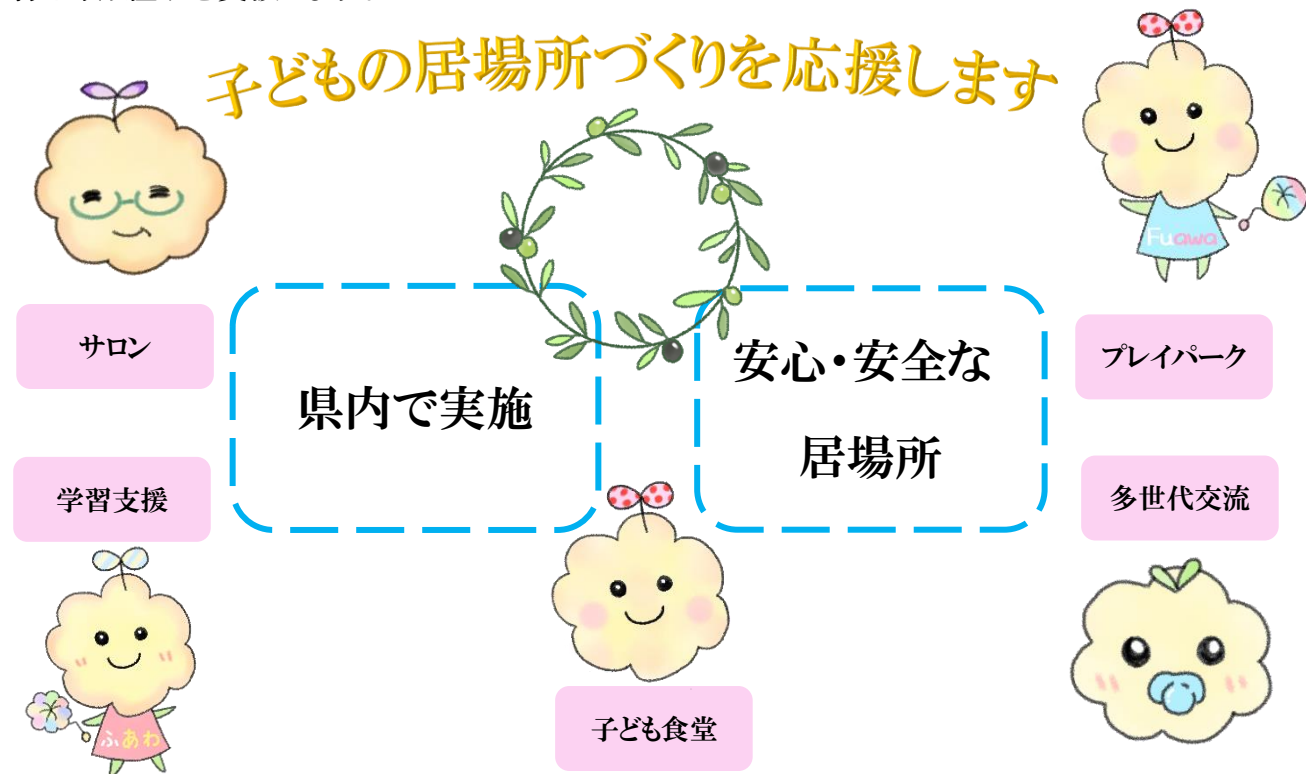 子どもの居場所づくりを応援します
Fuawa
サロン
県内で実施
安心・安全な
居場所
プレイパーク
学習支援
多世代交流
ふあわ
子ども食堂